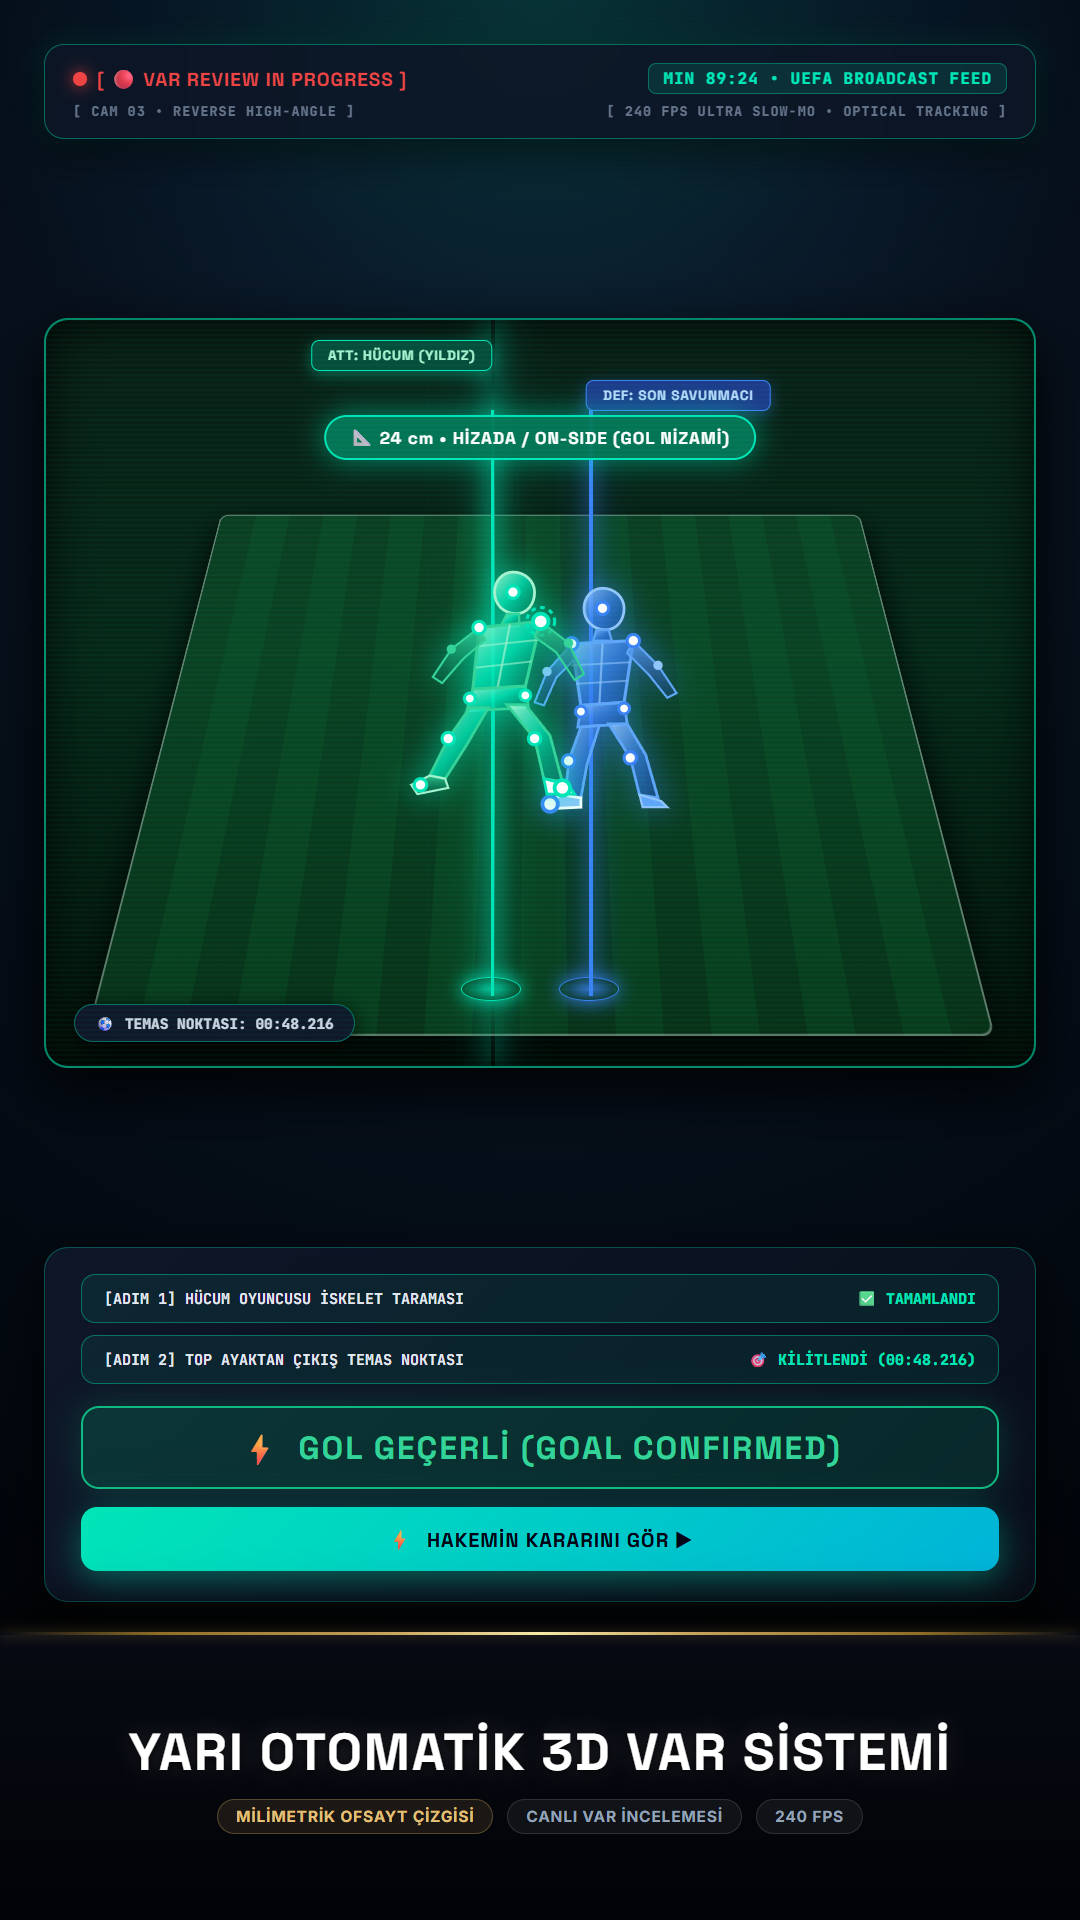 [ VAR REVIEW IN PROGRESS ]
MIN 89:24 • UEFA BROADCAST FEED
[ CAM 03 • REVERSE HIGH-ANGLE ]
[ 240 FPS ULTRA SLOW-MO • OPTICAL TRACKING ]
ATT: HÜCUM (YILDIZ)
DEF: SON SAVUNMACI
24 cm • HİZADA / ON-SIDE (GOL NİZAMİ)
TEMAS NOKTASI: 00:48.216
[ADIM 1] HÜCUM OYUNCUSU İSKELET TARAMASI
TAMAMLANDI
[ADIM 2] TOP AYAKTAN ÇIKIŞ TEMAS NOKTASI
KİLİTLENDİ (00:48.216)
GOL GEÇERLİ (GOAL CONFIRMED)
HAKEMİN KARARINI GÖR ▶
YARI OTOMATİK 3D VAR SİSTEMİ
MİLİMETRİK OFSAYT ÇİZGİSİ
CANLI VAR İNCELEMESİ
240 FPS